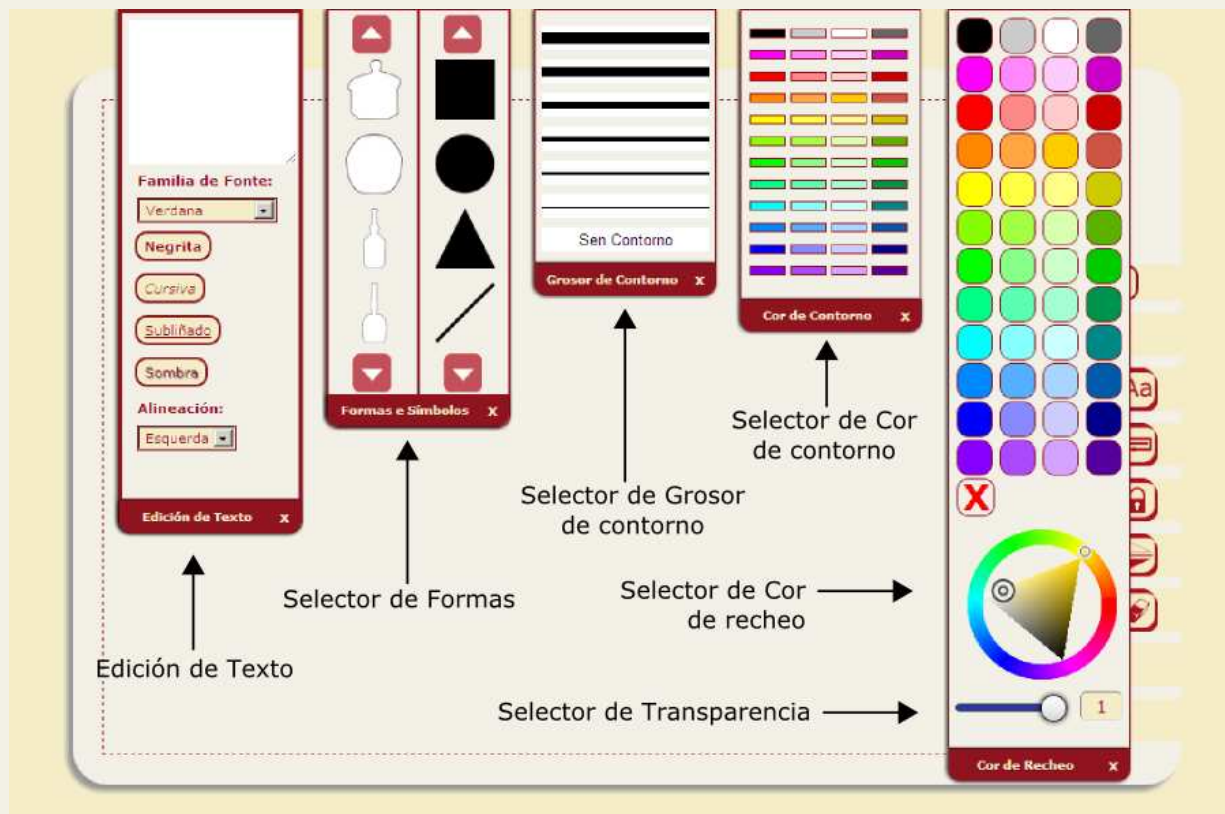 Familia de Fonte:
Verdana
Negrita
Cursiva
Subliñado
Sombra
Alineación:
Esquerda
Edición de Texto x
Formas e Símbolos x
Sen Contorno
Grosor de Contorno x
Cor de Contorno x
X
1
Cor de Recheo x
Aa
Edición de Texto
Selector de Formas
Selector de Grosor
de contorno
Selector de Cor
de contorno
Selector de Cor
de recheo
Selector de Transparencia